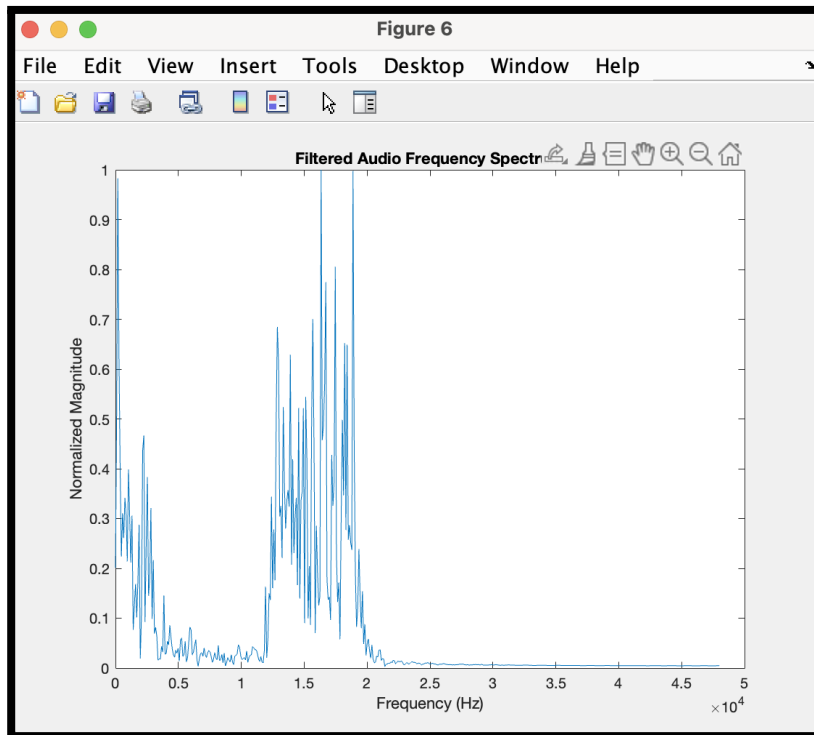 Figure 6
File Edit View Insert Tools Desktop Window Help
Filtered Audio Frequency Spectr
1
0.9
0.8
0.7
0.6
0.5
0.4
0.3
0.2
0.1
0
Normalized Magnitude
0 0.5 1 1.5 2 2.5 3 3.5 4 4.5 5
Frequency (Hz)
×10⁴